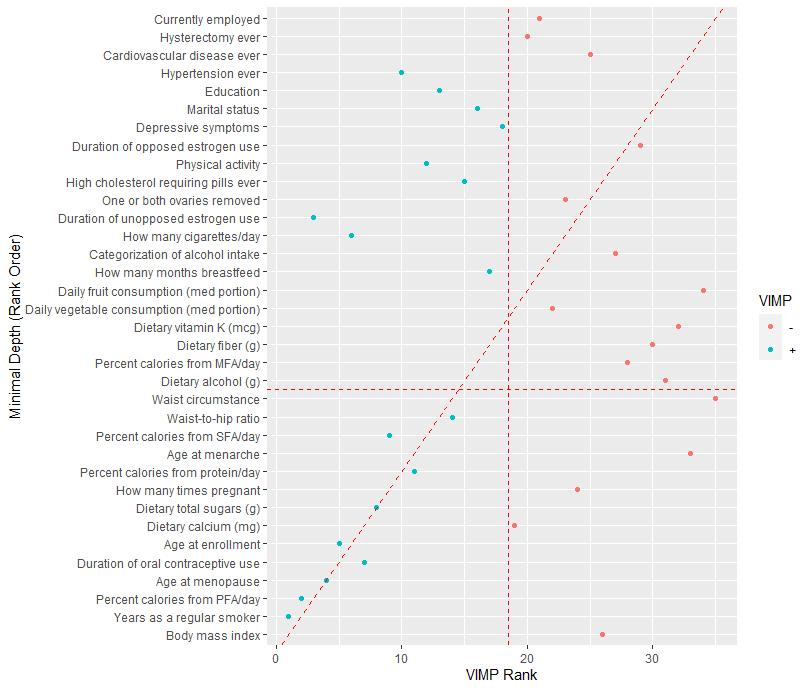 Minimal Depth (Rank Order)
Currently employed
Hysterectomy ever
Cardiovascular disease ever
Hypertension ever
Education
Marital status
Depressive symptoms
Duration of opposed estrogen use
Physical activity
High cholesterol requiring pills ever
One or both ovaries removed
Duration of unopposed estrogen use
How many cigarettes/day
Categorization of alcohol intake
How many months breastfeed
Daily fruit consumption (med portion)
Daily vegetable consumption (med portion)
Dietary vitamin K (mcg)
Dietary fiber (g)
Percent calories from MFA/day
Dietary alcohol (g)
Waist circumstance
Waist-to-hip ratio
Percent calories from SFA/day
Age at menarche
Percent calories from protein/day
How many times pregnant
Dietary total sugars (g)
Dietary calcium (mg)
Age at enrollment
Duration of oral contraceptive use
Age at menopause
Percent calories from PFA/day
Years as a regular smoker
Body mass index
0 10 20 30
VIMP Rank
VIMP
-
+